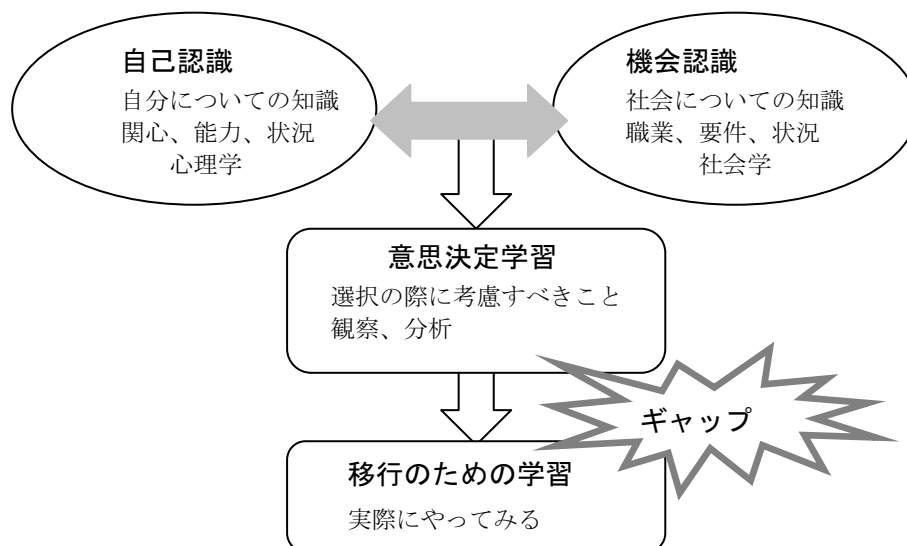 自己認識
自分についての知識
関心、能力、状況
心理学
機会認識
社会についての知識
職業、要件、状況
社会学
意思決定学習
選択の際に考慮すべきこと
観察、分析
ギャップ
移行のための学習
実際にやってみる